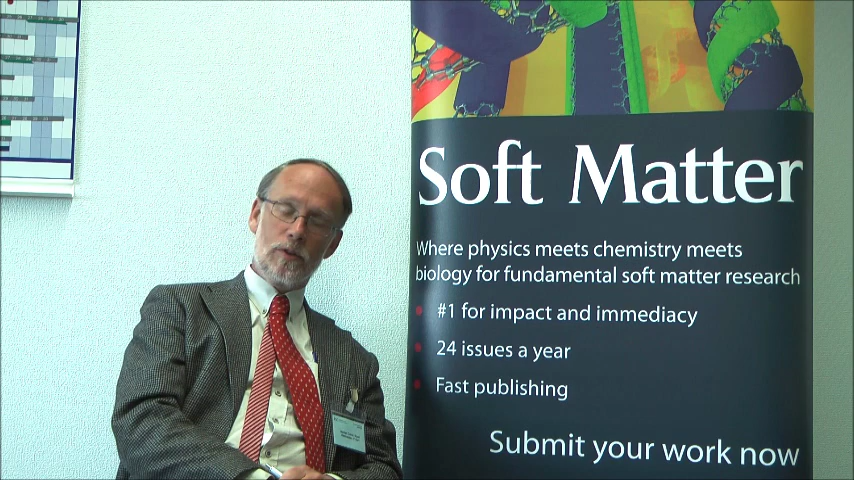 Soft Matter
Where physics meets chemistry meets
biology for fundamental soft matter research
#1 for impact and immediacy
24 issues a year
Fast publishing
Submit your work now